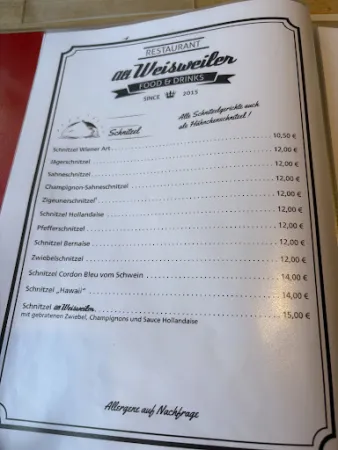 RESTAURANT
Alt Weisweiler
FOOD & DRINKS
SINCE 2015
Alle Schnitzelgerichte auch
als Hähnchenschnitzel!
Schnitzel
Schnitzel Wiener Art 10,50 €
Jägerschnitzel 12,00 €
Sahneschnitzel 12,00 €
Champignon-Sahneschnitzel 12,00 €
Zigeunerschnitzel 12,00 €
Schnitzel Hollandaise 12,00 €
Pfefferschnitzel 12,00 €
Schnitzel Bernaise 12,00 €
Zwiebelschnitzel 12,00 €
Schnitzel Cordon Bleu vom Schwein 14,00 €
Schnitzel „Hawaii" 14,00 €
Schnitzel alt Weisweiler 15,00 €
mit gebratenen Zwiebel, Champignons und Sauce Hollandaise
Allergene auf Nachfrage